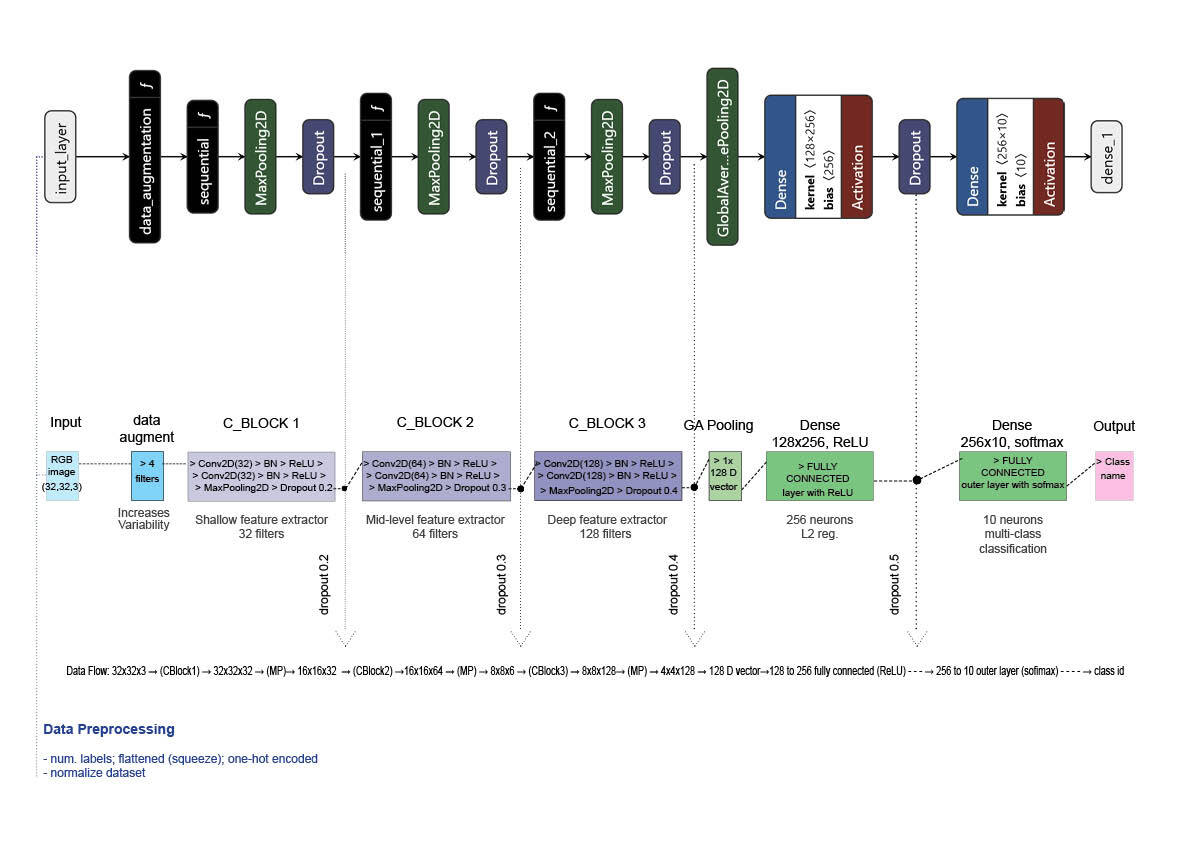 input_layer
data_augmentation ƒ
sequential ƒ
MaxPooling2D
Dropout
sequential_1 ƒ
MaxPooling2D
Dropout
sequential_2 ƒ
MaxPooling2D
Dropout
GlobalAver...ePooling2D
Dense
kernel ⟨128×256⟩
bias ⟨256⟩
Activation
Dropout
Dense
kernel ⟨256×10⟩
bias ⟨10⟩
Activation
dense_1
Input
RGB
image
(32,32,3)
data
augment
> 4
filters
Increases
Variability
C_BLOCK 1
> Conv2D(32) > BN > ReLU >
> Conv2D(32) > BN > ReLU >
> MaxPooling2D > Dropout 0.2
Shallow feature extractor
32 filters
dropout 0.2
C_BLOCK 2
> Conv2D(64) > BN > ReLU >
> Conv2D(64) > BN > ReLU >
> MaxPooling2D > Dropout 0.3
Mid-level feature extractor
64 filters
dropout 0.3
C_BLOCK 3
> Conv2D(128) > BN > ReLU >
> Conv2D(128) > BN > ReLU >
> MaxPooling2D > Dropout 0.4
Deep feature extractor
128 filters
dropout 0.4
GA Pooling
> 1x
128 D
vector
Dense
128x256, ReLU
> FULLY
CONNECTED
layer with ReLU
256 neurons
L2 reg.
dropout 0.5
Dense
256x10, softmax
> FULLY
CONNECTED
outer layer with sofmax
10 neurons
multi-class
classification
Output
> Class
name
Data Flow: 32x32x3 → (CBlock1) → 32x32x32 → (MP)→ 16x16x32 → (CBlock2) →16x16x64 → (MP) → 8x8x6 → (CBlock3) → 8x8x128→ (MP) → 4x4x128 → 128 D vector→128 to 256 fully connected (ReLU) ----→ 256 to 10 outer layer (sofimax) ----→ class id
Data Preprocessing
- num. labels; flattened (squeeze); one-hot encoded
- normalize dataset